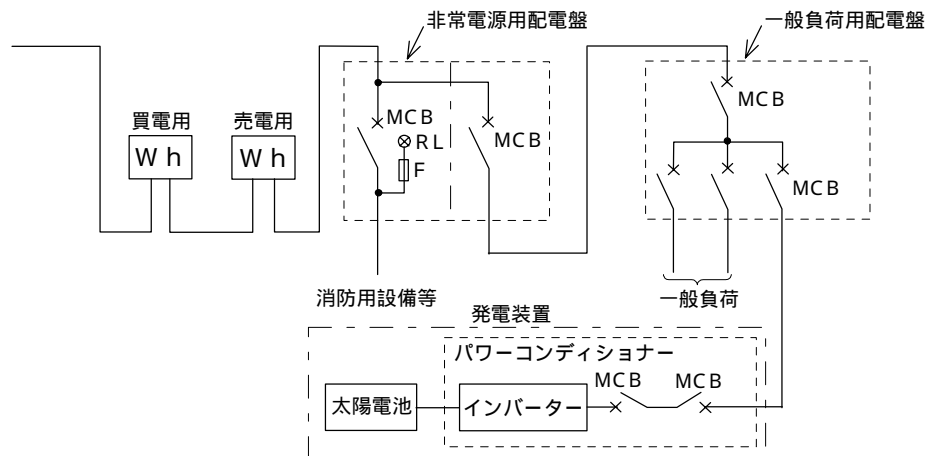 非常電源用配電盤
一般負荷用配電盤
買電用
売電用
Ｗｈ
Ｗｈ
MCB
RL
F
MCB
MCB
MCB
消防用設備等
一般負荷
発電装置
パワーコンディショナー
MCB
MCB
太陽電池
インバーター